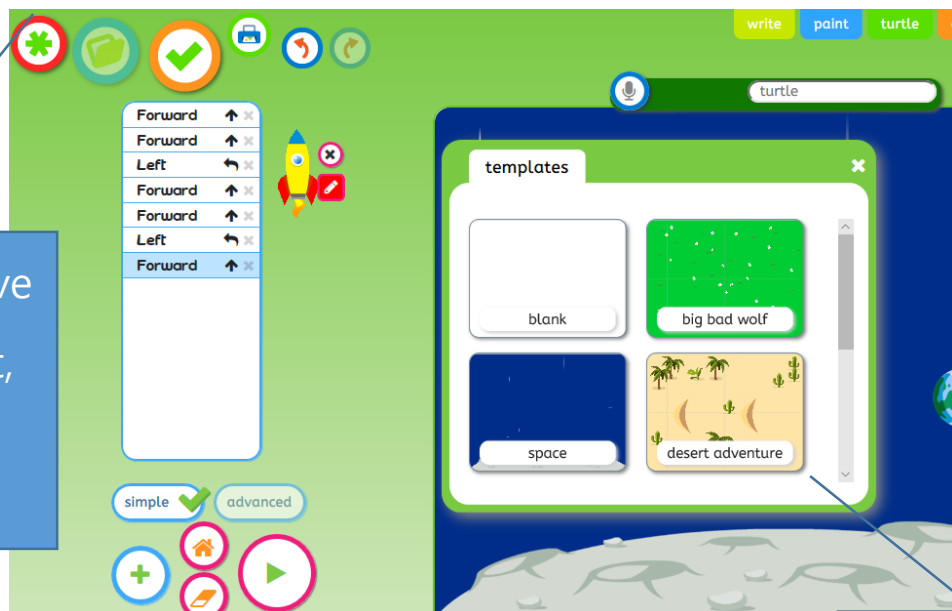 write paint turtle
turtle
Forward
Forward
Left
Forward
Forward
Left
Forward
templates
blank
big bad wolf
space
desert adventure
simple
advanced